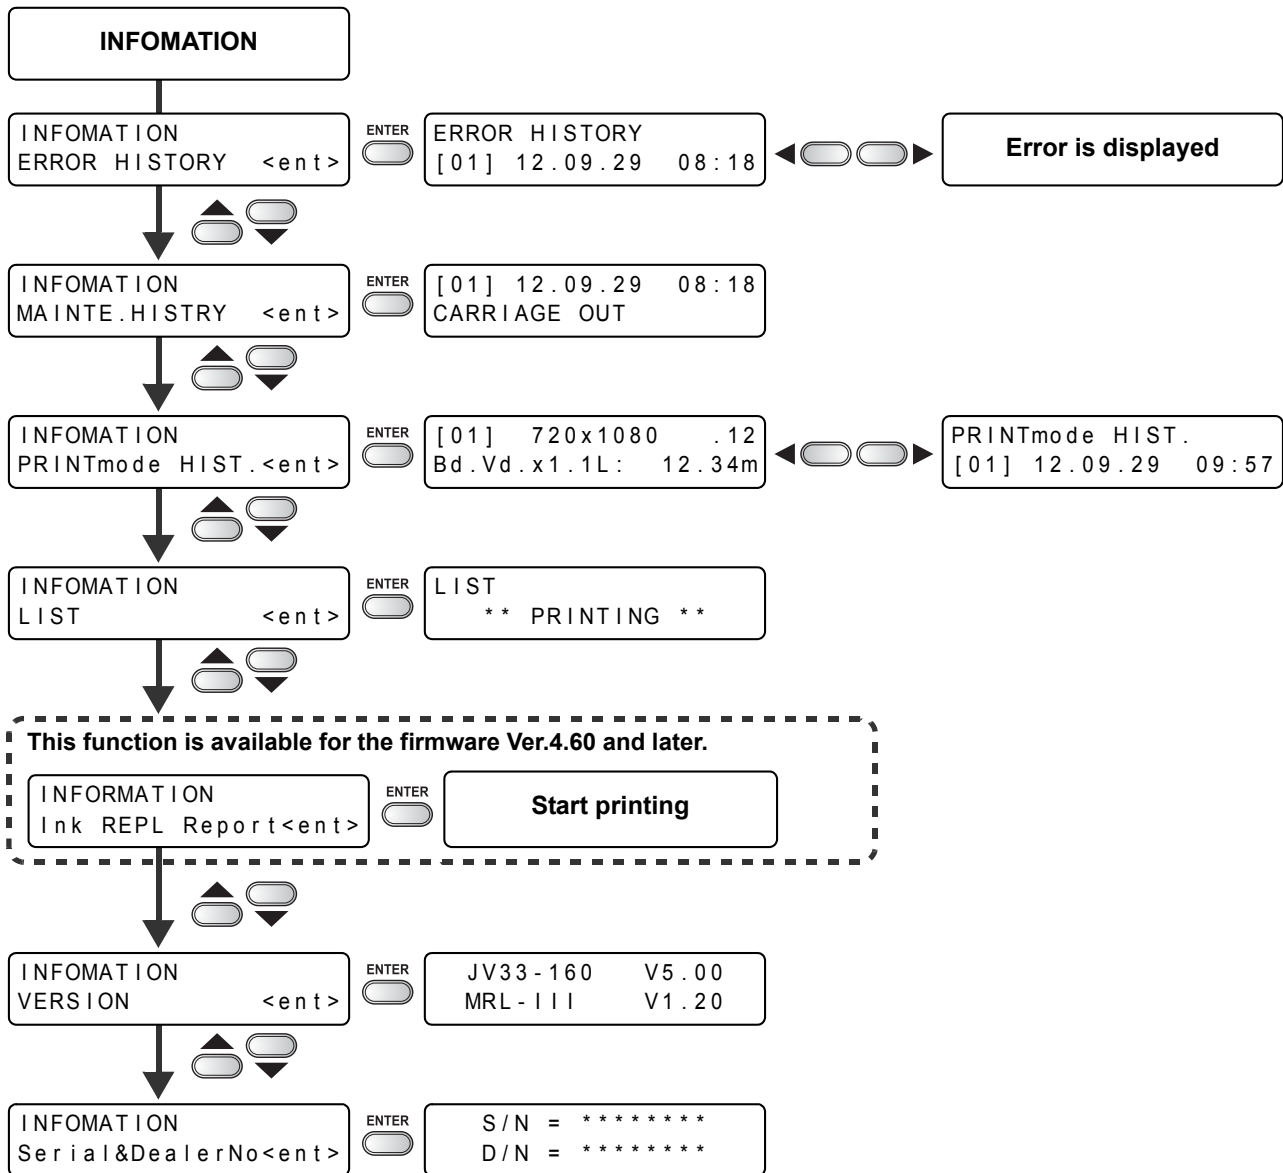 INFOMATION
INFOMATION
ERROR HISTORY <ent>
ENTER
ERROR HISTORY
[01] 12.09.29 08:18
Error is displayed
INFOMATION
MAINTE.HISTRY <ent>
ENTER
[01] 12.09.29 08:18
CARRIAGE OUT
INFOMATION
PRINTmode HIST.<ent>
ENTER
[01] 720x1080 .12
Bd.Vd.x1.1L: 12.34m
PRINTmode HIST.
[01] 12.09.29 09:57
INFOMATION
LIST <ent>
ENTER
LIST
** PRINTING **
This function is available for the firmware Ver.4.60 and later.
INFORMATION
Ink REPL Report<ent>
ENTER
Start printing
INFOMATION
VERSION <ent>
ENTER
JV33-160 V5.00
MRL-III V1.20
INFOMATION
Serial&DealerNo<ent>
ENTER
S/N = ********
D/N = ********